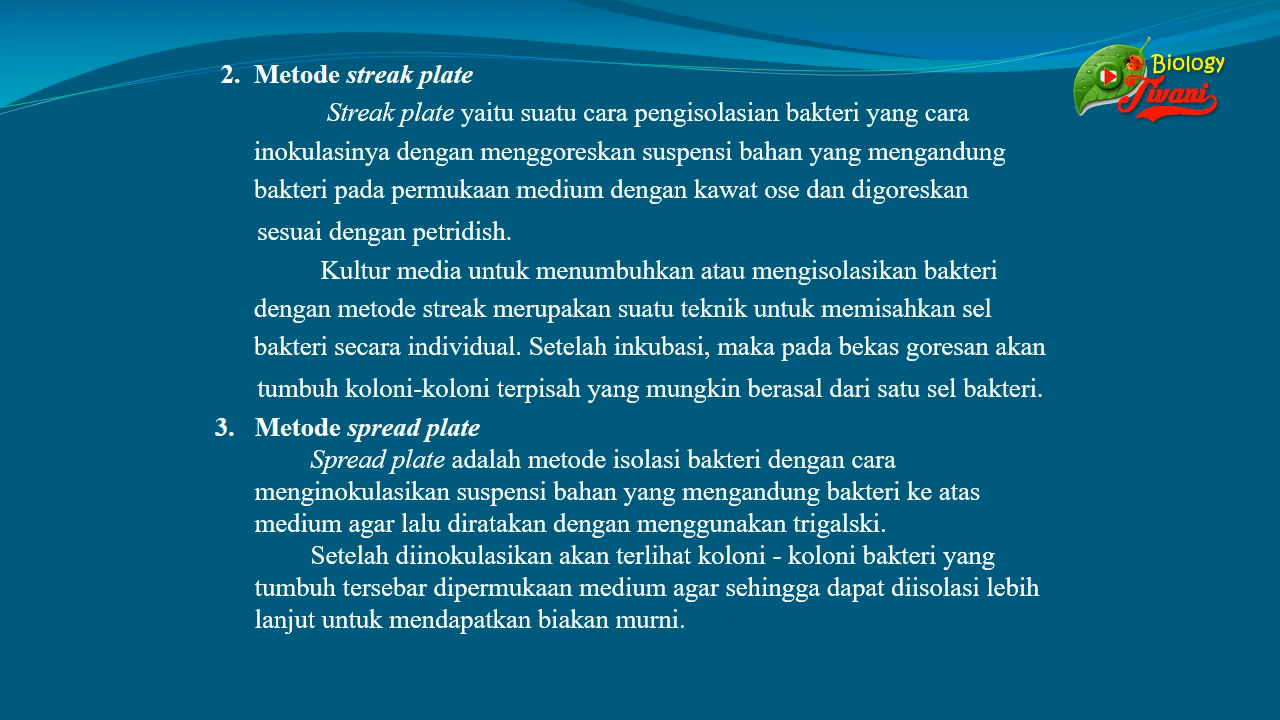 Biology
Tivani
2. Metode streak plate
Streak plate yaitu suatu cara pengisolasian bakteri yang cara
inokulasinya dengan menggoreskan suspensi bahan yang mengandung
bakteri pada permukaan medium dengan kawat ose dan digoreskan
sesuai dengan petridish.
Kultur media untuk menumbuhkan atau mengisolasikan bakteri
dengan metode streak merupakan suatu teknik untuk memisahkan sel
bakteri secara individual. Setelah inkubasi, maka pada bekas goresan akan
tumbuh koloni-koloni terpisah yang mungkin berasal dari satu sel bakteri.
3. Metode spread plate
Spread plate adalah metode isolasi bakteri dengan cara
menginokulasikan suspensi bahan yang mengandung bakteri ke atas
medium agar lalu diratakan dengan menggunakan trigalski.
Setelah diinokulasikan akan terlihat koloni - koloni bakteri yang
tumbuh tersebar dipermukaan medium agar sehingga dapat diisolasi lebih
lanjut untuk mendapatkan biakan murni.